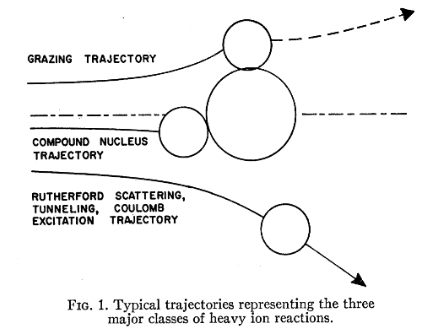 GRAZING TRAJECTORY
COMPOUND NUCLEUS
TRAJECTORY
RUTHERFORD SCATTERING,
TUNNELING, COULOMB
EXCITATION TRAJECTORY
FIG. 1. Typical trajectories representing the three
major classes of heavy ion reactions.